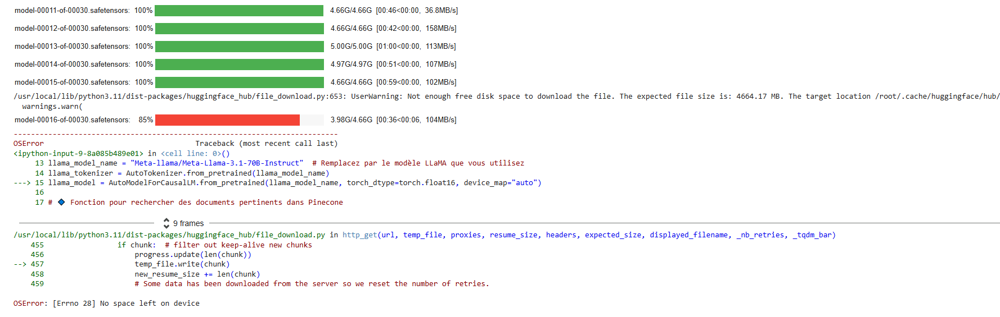 model-00011-of-00030.safetensors: 100% 4.66G/4.66G [00:46<00:00, 36.8MB/s]
model-00012-of-00030.safetensors: 100% 4.66G/4.66G [00:42<00:00, 158MB/s]
model-00013-of-00030.safetensors: 100% 5.00G/5.00G [01:00<00:00, 113MB/s]
model-00014-of-00030.safetensors: 100% 4.97G/4.97G [00:51<00:00, 107MB/s]
model-00015-of-00030.safetensors: 100% 4.66G/4.66G [00:59<00:00, 102MB/s]
/usr/local/lib/python3.11/dist-packages/huggingface_hub/file_download.py:653: UserWarning: Not enough free disk space to download the file. The expected file size is: 4664.17 MB. The target location /root/.cache/huggingface/hub/
  warnings.warn(
model-00016-of-00030.safetensors: 85% 3.98G/4.66G [00:36<00:06, 104MB/s]
---------------------------------------------------------------------------
OSError                                   Traceback (most recent call last)
<ipython-input-9-8a085b489e01> in <cell line: 0>()
     13 llama_model_name = "Meta-llama/Meta-Llama-3.1-70B-Instruct"  # Remplacez par le modèle LLaMA que vous utilisez
     14 llama_tokenizer = AutoTokenizer.from_pretrained(llama_model_name)
---> 15 llama_model = AutoModelForCausalLM.from_pretrained(llama_model_name, torch_dtype=torch.float16, device_map="auto")
     16
     17 # 🔷 Fonction pour rechercher des documents pertinents dans Pinecone
9 frames
/usr/local/lib/python3.11/dist-packages/huggingface_hub/file_download.py in http_get(url, temp_file, proxies, resume_size, headers, expected_size, displayed_filename, _nb_retries, _tqdm_bar)
    455                 if chunk:  # filter out keep-alive new chunks
    456                     progress.update(len(chunk))
--> 457                     temp_file.write(chunk)
    458                     new_resume_size += len(chunk)
    459                     # Some data has been downloaded from the server so we reset the number of retries.
OSError: [Errno 28] No space left on device